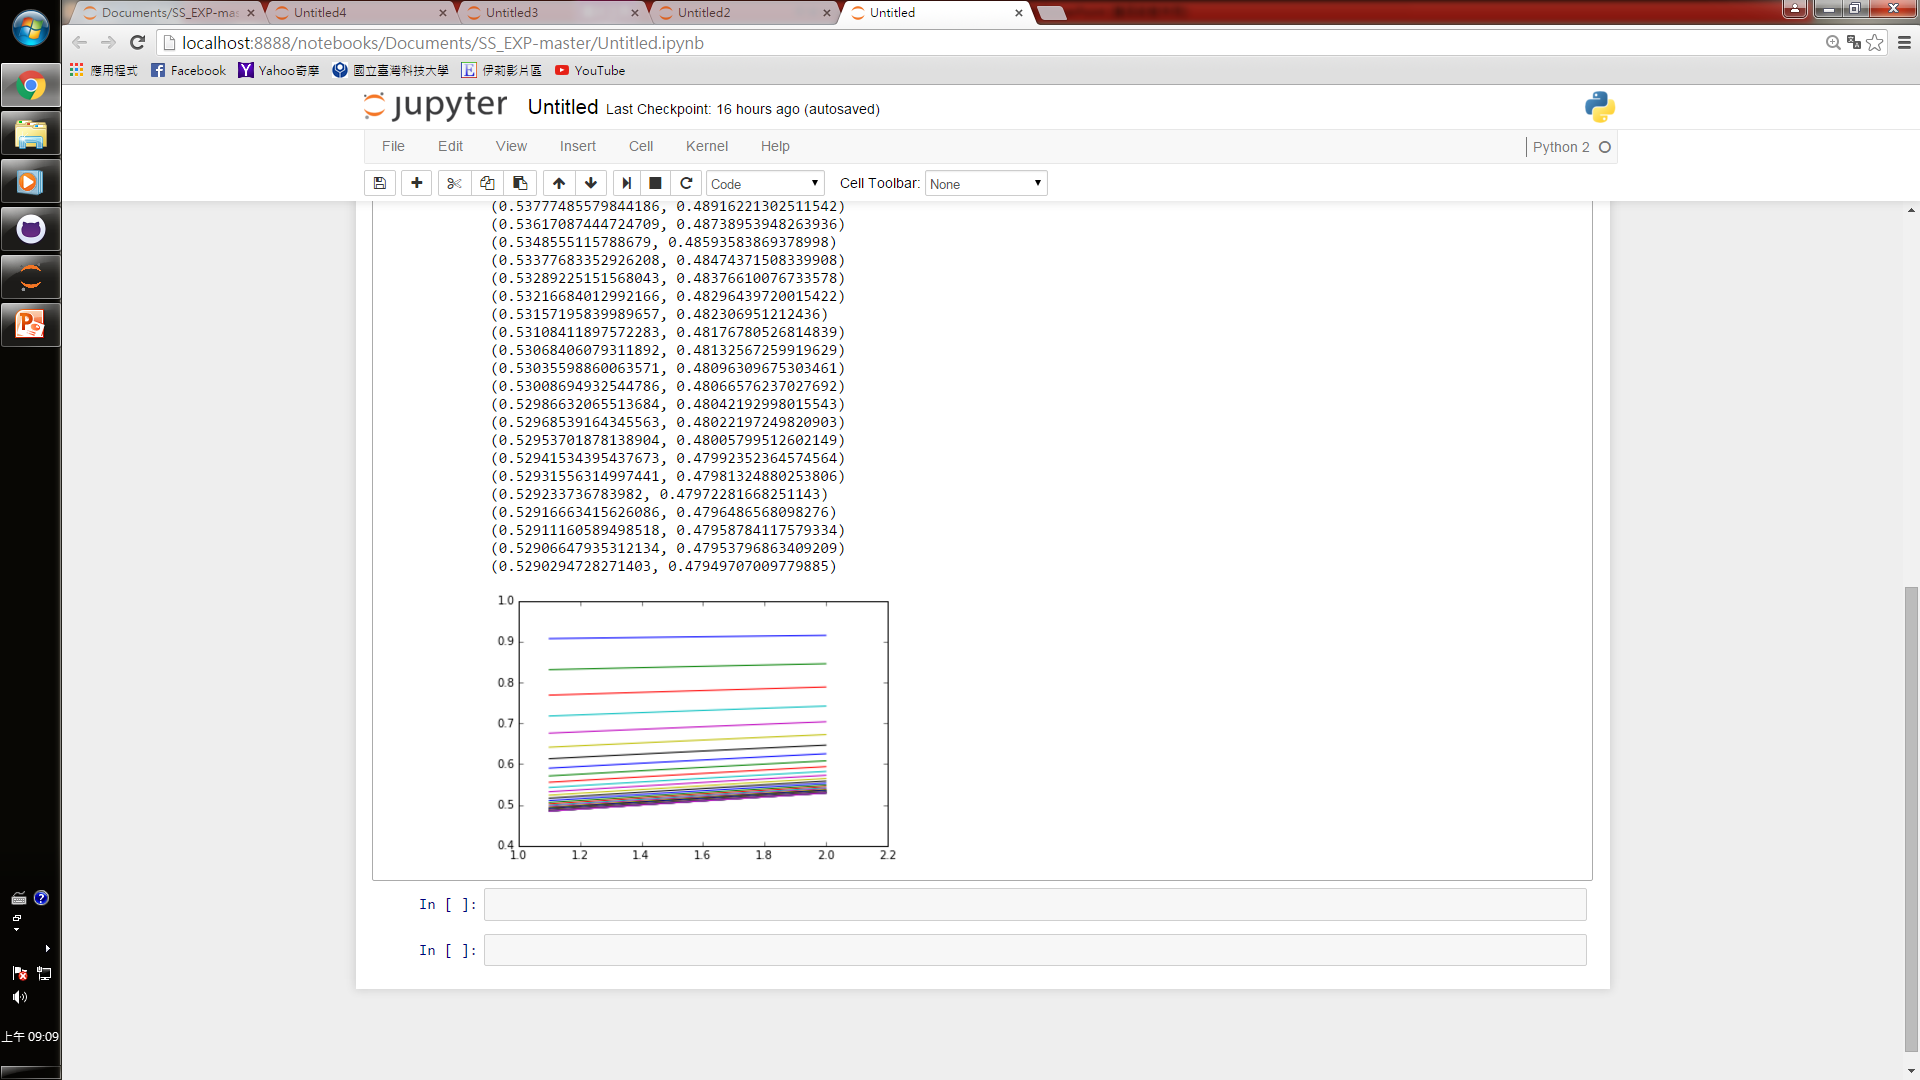 Documents/SS_EXP-ma
Untitled4
Untitled3
Untitled2
Untitled
localhost:8888/notebooks/Documents/SS_EXP-master/Untitled.ipynb
應用程式
Facebook
Yahoo奇摩
國立臺灣科技大學
伊莉影片區
YouTube
jupyter Untitled Last Checkpoint: 16 hours ago (autosaved)
File Edit View Insert Cell Kernel Help
Python 2
Code
Cell Toolbar: None
(0.53777485579844186, 0.48916221302511542)
(0.53617087444724709, 0.48738953948263936)
(0.5348555115788679, 0.48593583869378998)
(0.53377683352926208, 0.48474371508339908)
(0.53289225151568043, 0.48376610076733578)
(0.53216684012992166, 0.48296439720015422)
(0.53157195839989657, 0.482306951212436)
(0.53108411897572283, 0.48176780526814839)
(0.53068406079311892, 0.48132567259919629)
(0.53035598860063571, 0.48096309675303461)
(0.53008694932544786, 0.48066576237027692)
(0.52986632065513684, 0.48042192998015543)
(0.52968539164345563, 0.48022197249820903)
(0.52953701878138904, 0.48005799512602149)
(0.52941534395437673, 0.47992352364574564)
(0.52931556314997441, 0.47981324880253806)
(0.529233736783982, 0.47972281668251143)
(0.52916663415626086, 0.4796486568098276)
(0.52911160589498518, 0.47958784117579334)
(0.52906647935312134, 0.47953796863409209)
(0.5290294728271403, 0.47949707009779885)
1.0
0.9
0.8
0.7
0.6
0.5
0.4
1.0 1.2 1.4 1.6 1.8 2.0 2.2
In [ ]:
In [ ]:
上午 09:09